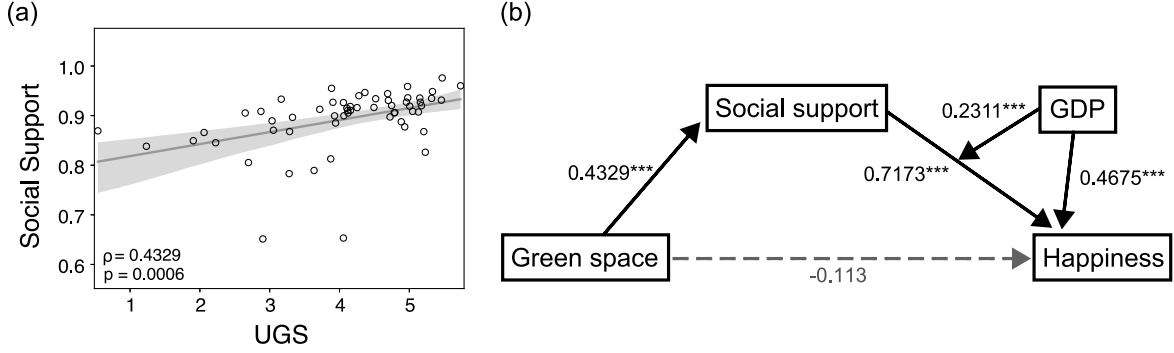 (a)
Social Support
1.0
0.9
0.8
0.7
0.6
ρ = 0.4329
p = 0.0006
1 2 3 4 5
UGS
(b)
Social support
GDP
0.2311***
0.4329***
0.7173***
0.4675***
Green space
Happiness
-0.113